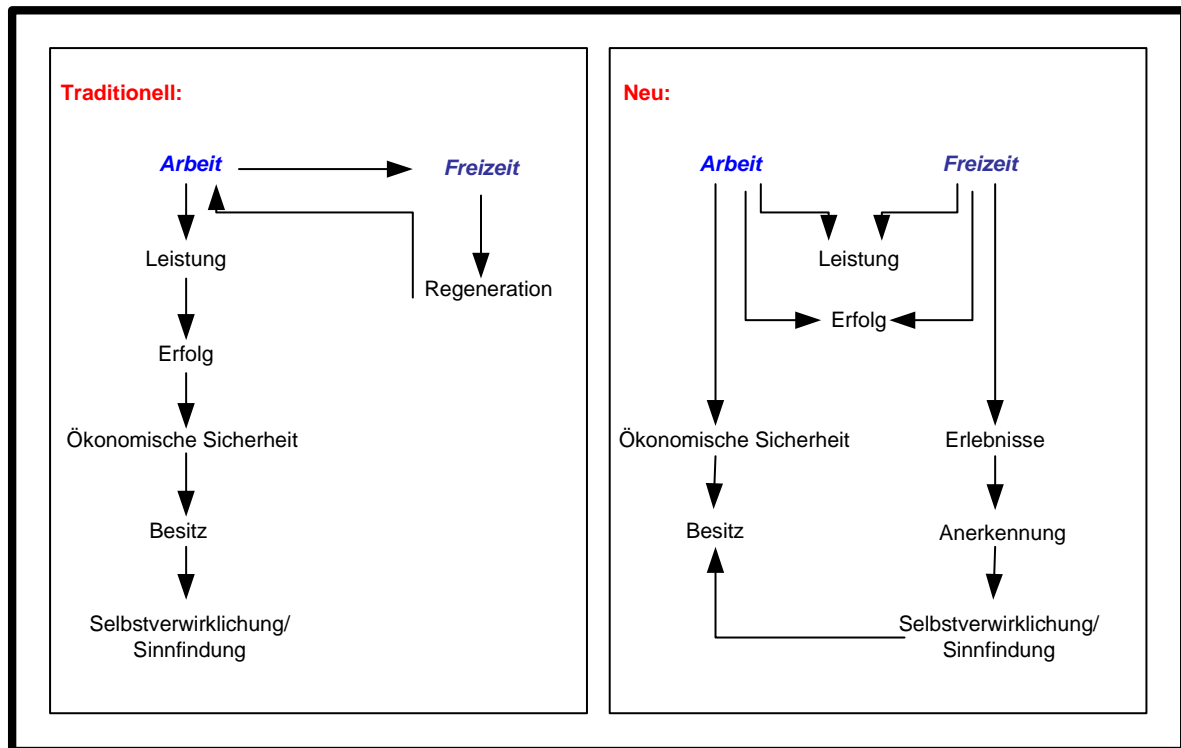 Traditionell:
Arbeit
Freizeit
Leistung
Regeneration
Erfolg
Ökonomische Sicherheit
Besitz
Selbstverwirklichung/
Sinnfindung
Neu:
Arbeit
Freizeit
Leistung
Erfolg
Ökonomische Sicherheit
Erlebnisse
Besitz
Anerkennung
Selbstverwirklichung/
Sinnfindung